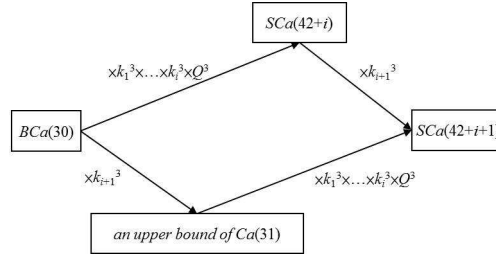 SCa(42+i)
×k₁³×…×kᵢ³×Q³
×kᵢ₊₁³
BCa(30)
SCa(42+i+1)
×kᵢ₊₁³
×k₁³×…×kᵢ³×Q³
an upper bound of Ca(31)